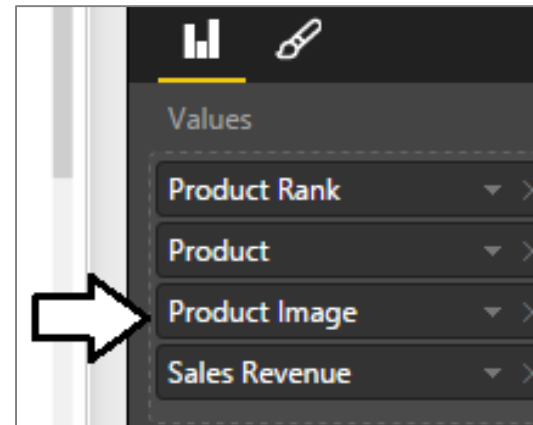 Values
Product Rank
Product
Product Image
Sales Revenue